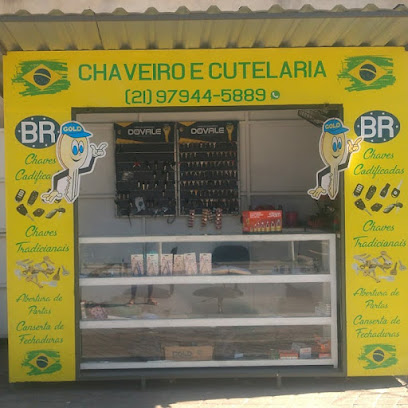 CHAVEIRO E CUTELARIA
(21) 97944-5889
BR
GOLD
Chaves
Codificadas
Chaves
Tradicionais
Abertura de
Portas
Conserto de
Fechaduras
DOVALE
DOVALE
GOLD
BR
Chaves
Codificadas
Chaves
Tradicionais
Abertura de
Portas
Conserto de
Fechaduras